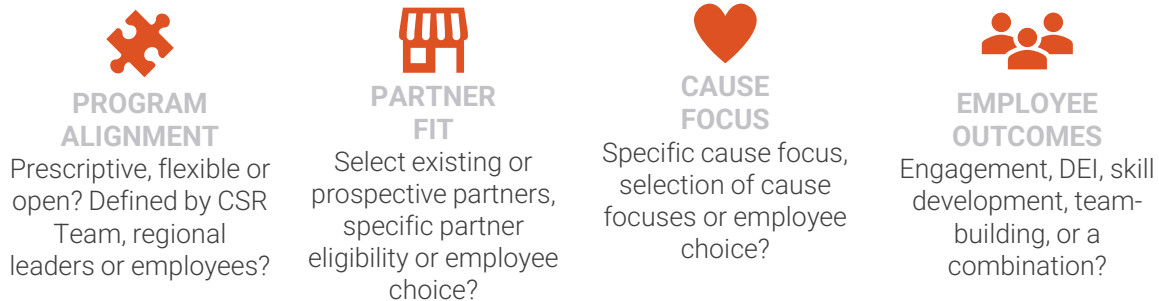 PROGRAM
ALIGNMENT
Prescriptive, flexible or
open? Defined by CSR
Team, regional
leaders or employees?
PARTNER
FIT
Select existing or
prospective partners,
specific partner
eligibility or employee
choice?
CAUSE
FOCUS
Specific cause focus,
selection of cause
focuses or employee
choice?
EMPLOYEE
OUTCOMES
Engagement, DEI, skill
development, team-
building, or a
combination?